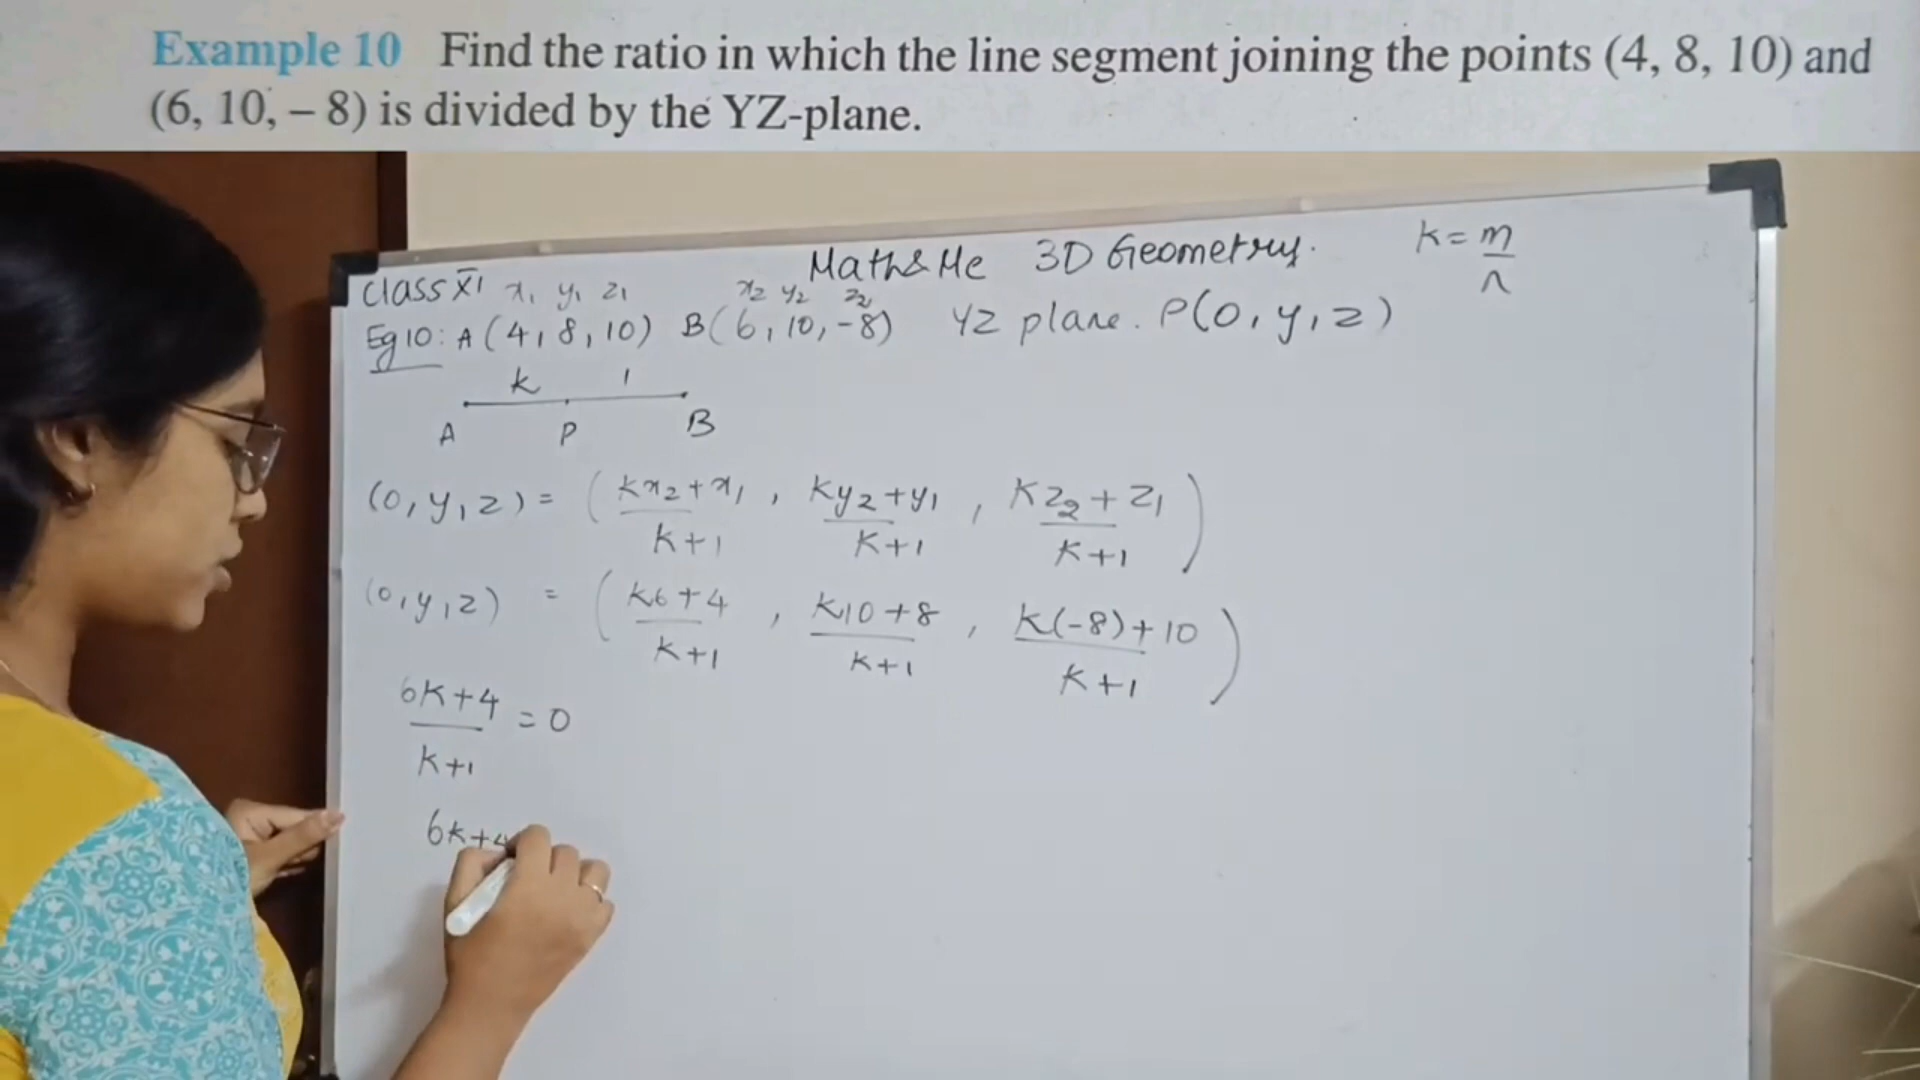 Example 10 Find the ratio in which the line segment joining the points (4, 8, 10) and
(6, 10, – 8) is divided by the YZ-plane.
Math&Me 3D Geometry. k = m/n
Class XI x₁ y₁ z₁ x₂ y₂ z₂
Eg 10: A(4, 8, 10) B(6, 10, -8) YZ plane. P(0, y, z)
k 1
A P B
(0, y, z) = ( kx₂+x₁/k+1 , ky₂+y₁/k+1 , kz₂+z₁/k+1 )
(0, y, z) = ( k6+4/k+1 , k10+8/k+1 , k(-8)+10/k+1 )
6k+4/k+1 = 0
6k+4